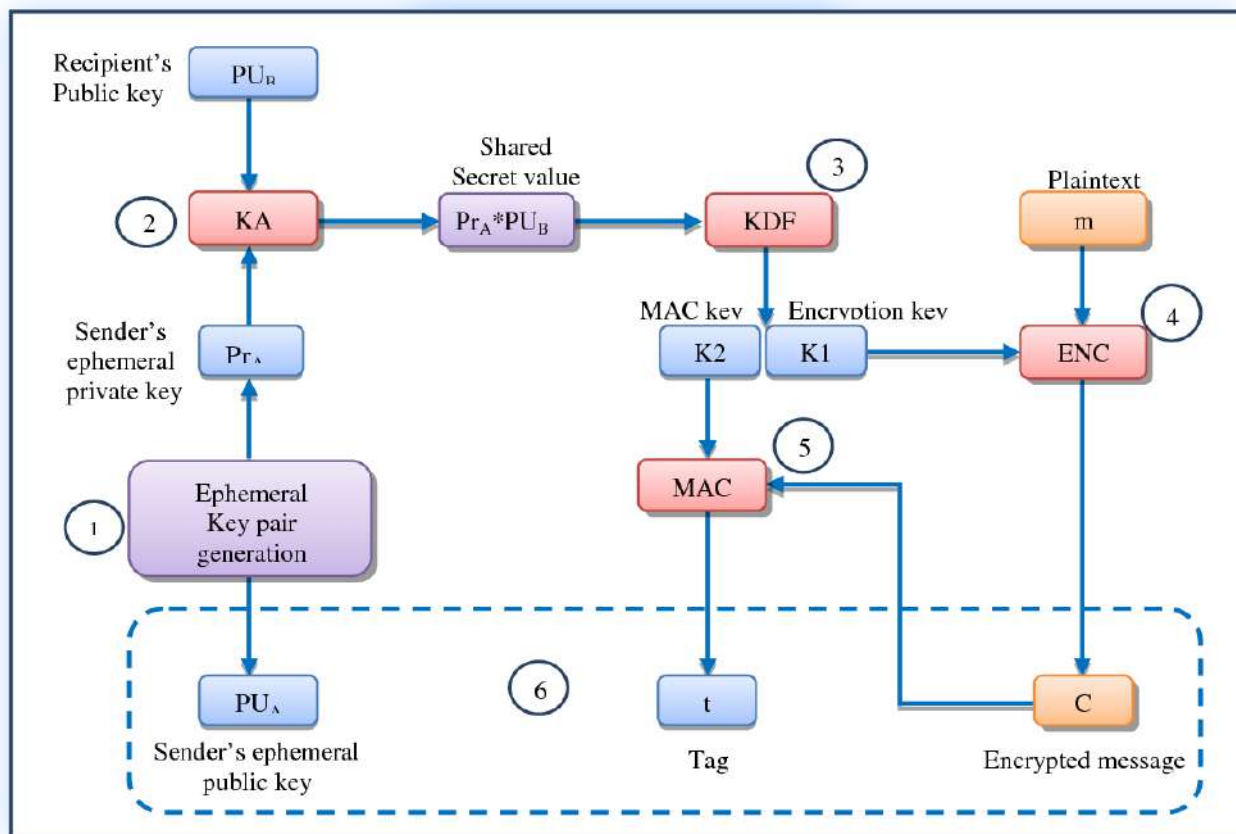 Recipient's
Public key
PU_B
Shared
Secret value
3
Plaintext
2
KA
Pr_A*PU_B
KDF
m
Sender's
ephemeral
private key
Pr_A
MAC key
Encryption key
4
K2
K1
ENC
5
1
Ephemeral
Key pair
generation
MAC
6
PU_A
t
C
Sender's ephemeral
public key
Tag
Encrypted message